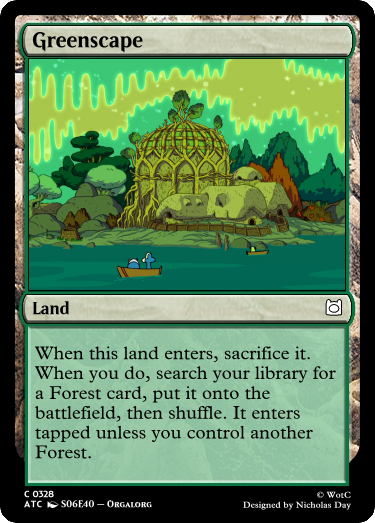 Greenscape
Land
When this land enters, sacrifice it.
When you do, search your library for
a Forest card, put it onto the
battlefield, then shuffle. It enters
tapped unless you control another
Forest.
C 0328
ATC S06E40 – Orgalorg
© WotC
Designed by Nicholas Day